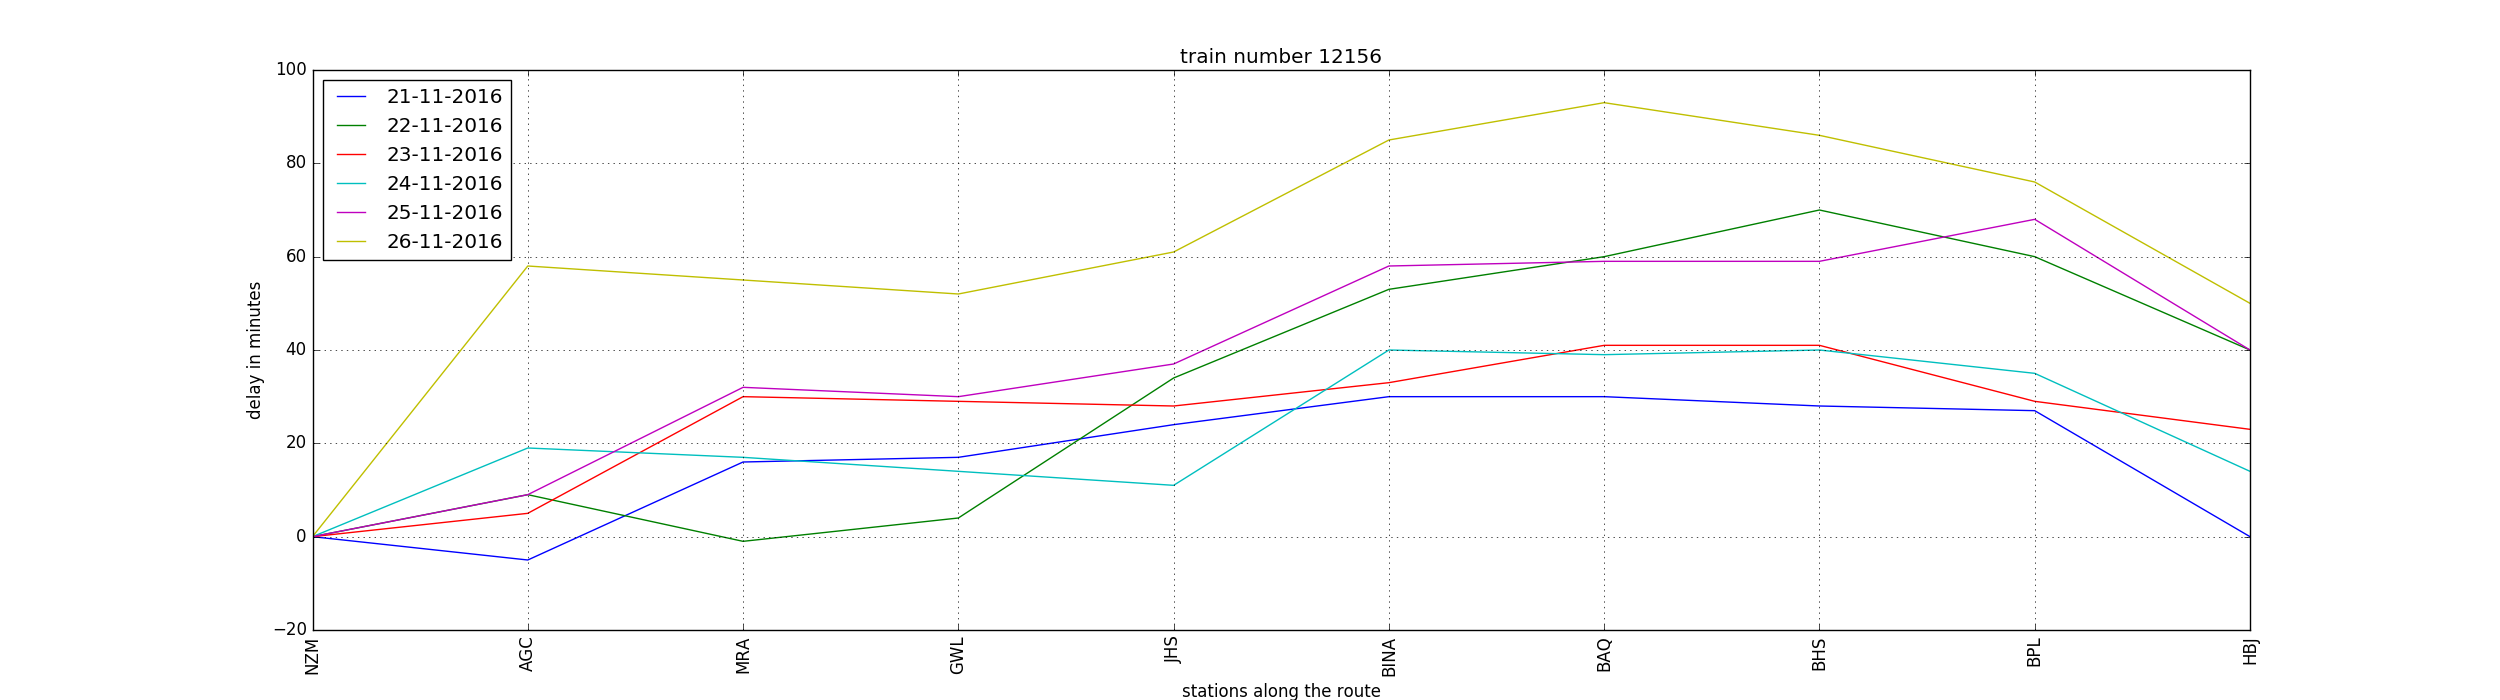 train number 12156
100
80
60
40
20
0
−20
delay in minutes
21-11-2016
22-11-2016
23-11-2016
24-11-2016
25-11-2016
26-11-2016
NZM
AGC
MRA
GWL
JHS
BINA
BAQ
BHS
BPL
HBJ
stations along the route